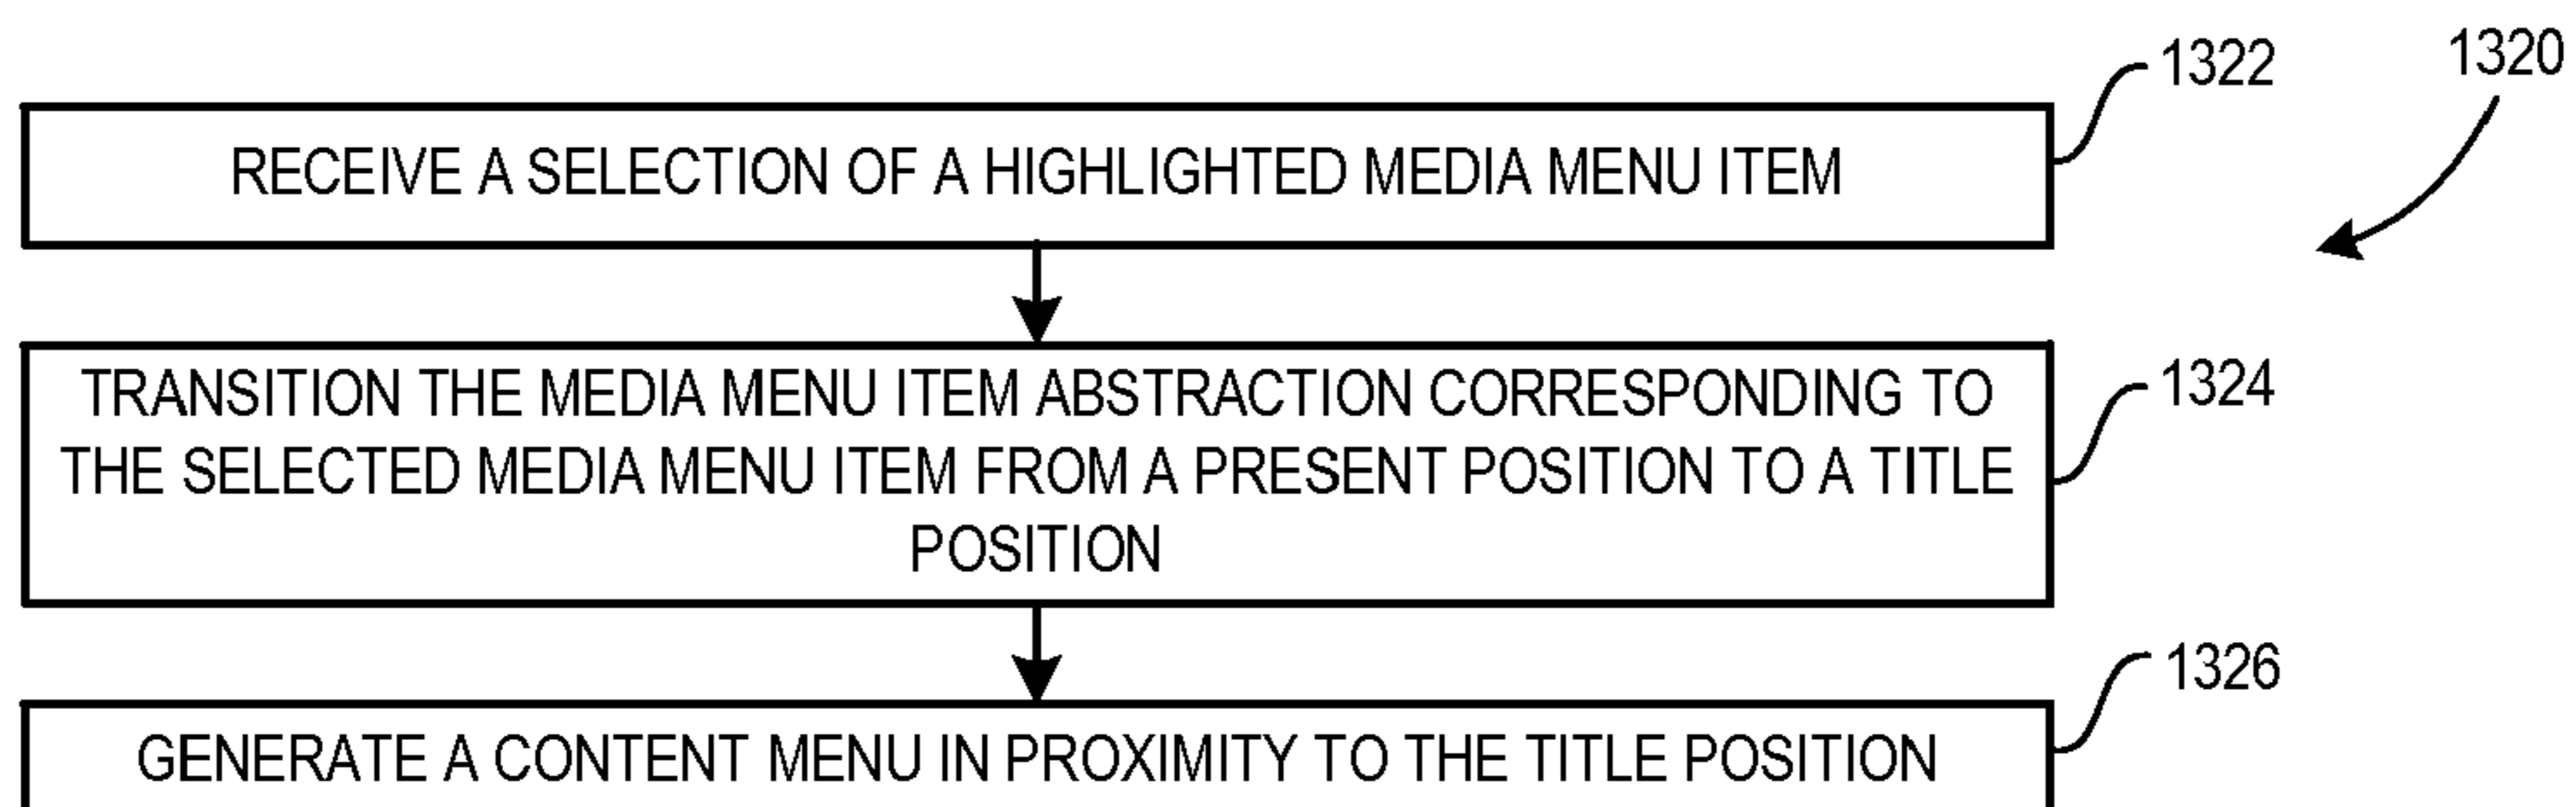 1320
1322
RECEIVE A SELECTION OF A HIGHLIGHTED MEDIA MENU ITEM
1324
TRANSITION THE MEDIA MENU ITEM ABSTRACTION CORRESPONDING TO
THE SELECTED MEDIA MENU ITEM FROM A PRESENT POSITION TO A TITLE
POSITION
1326
GENERATE A CONTENT MENU IN PROXIMITY TO THE TITLE POSITION